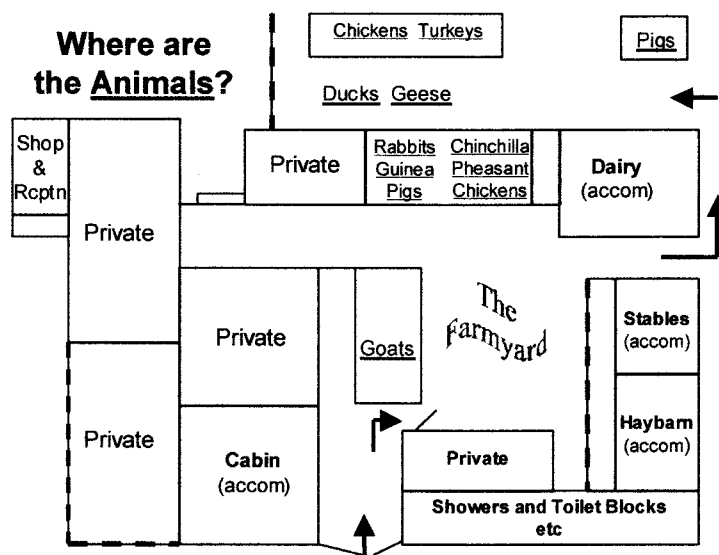 Where are
the Animals?
Chickens Turkeys
Pigs
Ducks Geese
Shop
&
Rcptn
Private
Private
Rabbits
Guinea
Pigs
Chinchilla
Pheasant
Chickens
Dairy
(accom)
Private
Goats
The
Farmyard
Stables
(accom)
Private
Cabin
(accom)
Private
Haybarn
(accom)
Showers and Toilet Blocks
etc